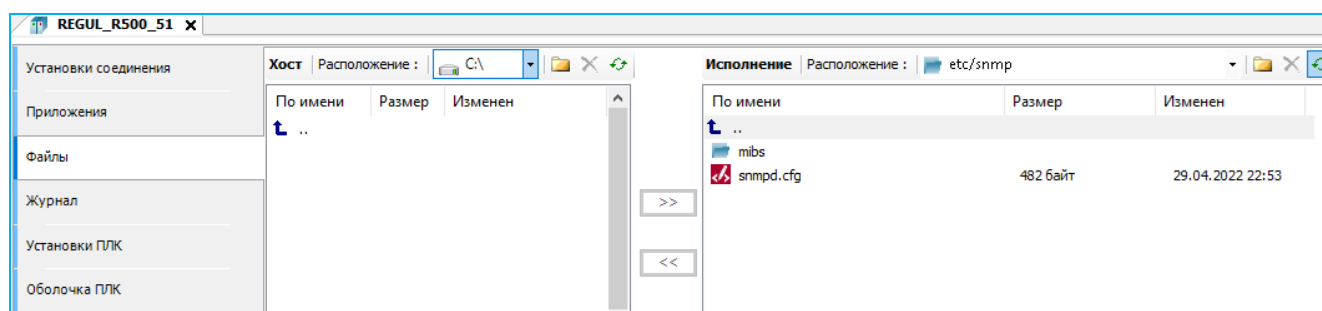 REGUL_R500_51 x
Установки соединения
Приложения
Файлы
Журнал
Установки ПЛК
Оболочка ПЛК
Хост Расположение : C:\
По имени Размер Изменен
..
>>
<<
Исполнение Расположение : etc/snmp
По имени Размер Изменен
..
mibs
snmpd.cfg 482 байт 29.04.2022 22:53